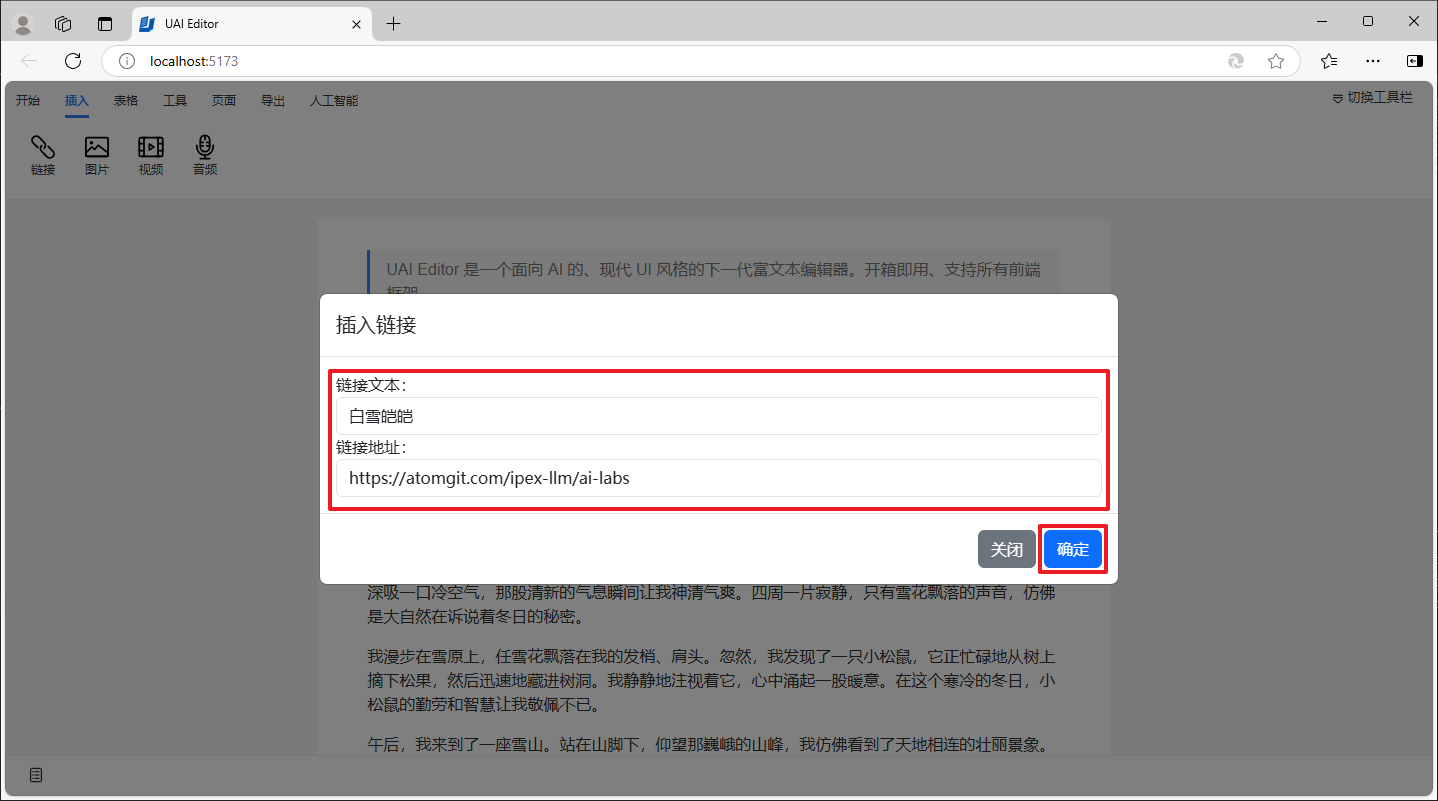 UAI Editor
localhost:5173
开始 插入 表格 工具 页面 导出 人工智能
切换工具栏
链接 图片 视频 音频
UAI Editor 是一个面向 AI 的、现代 UI 风格的下一代富文本编辑器。开箱即用、支持所有前端
框架
插入链接
链接文本：
白雪皑皑
链接地址：
https://atomgit.com/ipex-llm/ai-labs
关闭 确定
深吸一口冷空气，那股清新的气息瞬间让我神清气爽。四周一片寂静，只有雪花飘落的声音，仿佛
是大自然在诉说着冬日的秘密。
我漫步在雪原上，任雪花飘落在我的发梢、肩头。忽然，我发现了一只小松鼠，它正忙碌地从树上
摘下松果，然后迅速地藏进树洞。我静静地注视着它，心中涌起一股暖意。在这个寒冷的冬日，小
松鼠的勤劳和智慧让我敬佩不已。
午后，我来到了一座雪山。站在山脚下，仰望那巍峨的山峰，我仿佛看到了天地相连的壮丽景象。